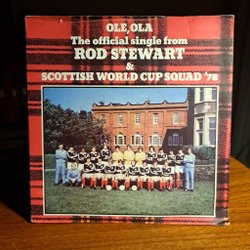 OLE, OLA
The official single from
ROD STEWART
&
SCOTTISH WORLD CUP SQUAD '78